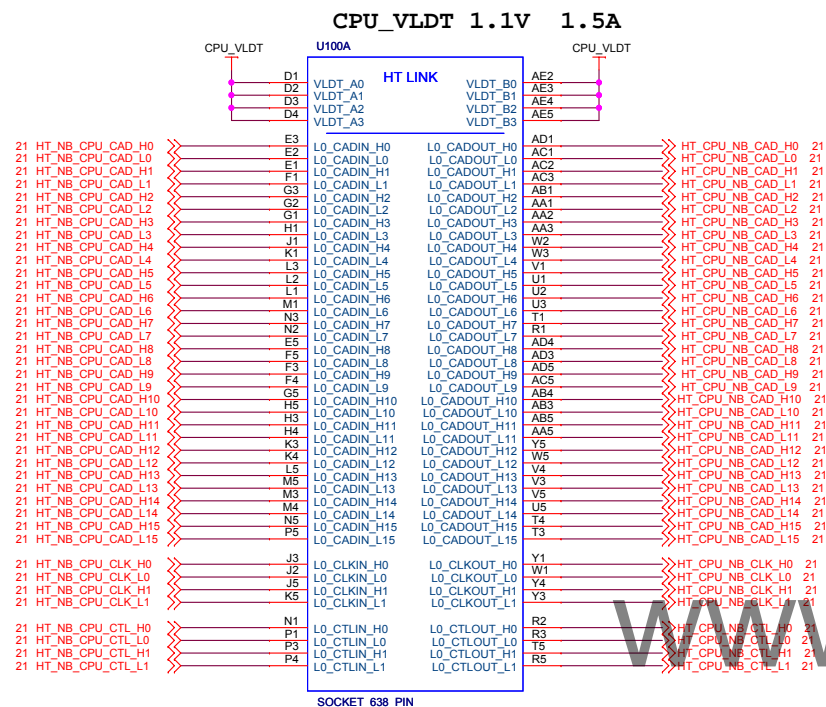 CPU_VLDT 1.1V 1.5A
CPU_VLDT U100A CPU_VLDT
HT LINK
D1 VLDT_A0 VLDT_B0 AE2
D2 VLDT_A1 VLDT_B1 AE3
D3 VLDT_A2 VLDT_B2 AE4
D4 VLDT_A3 VLDT_B3 AE5
21 HT_NB_CPU_CAD_H0 E3 L0_CADIN_H0 L0_CADOUT_H0 AD1 HT_CPU_NB_CAD_H0 21
21 HT_NB_CPU_CAD_L0 E2 L0_CADIN_L0 L0_CADOUT_L0 AC1 HT_CPU_NB_CAD_L0 21
21 HT_NB_CPU_CAD_H1 E1 L0_CADIN_H1 L0_CADOUT_H1 AC2 HT_CPU_NB_CAD_H1 21
21 HT_NB_CPU_CAD_L1 F1 L0_CADIN_L1 L0_CADOUT_L1 AC3 HT_CPU_NB_CAD_L1 21
21 HT_NB_CPU_CAD_H2 G3 L0_CADIN_H2 L0_CADOUT_H2 AB1 HT_CPU_NB_CAD_H2 21
21 HT_NB_CPU_CAD_L2 G2 L0_CADIN_L2 L0_CADOUT_L2 AA1 HT_CPU_NB_CAD_L2 21
21 HT_NB_CPU_CAD_H3 G1 L0_CADIN_H3 L0_CADOUT_H3 AA2 HT_CPU_NB_CAD_H3 21
21 HT_NB_CPU_CAD_L3 H1 L0_CADIN_L3 L0_CADOUT_L3 AA3 HT_CPU_NB_CAD_L3 21
21 HT_NB_CPU_CAD_H4 J1 L0_CADIN_H4 L0_CADOUT_H4 W2 HT_CPU_NB_CAD_H4 21
21 HT_NB_CPU_CAD_L4 K1 L0_CADIN_L4 L0_CADOUT_L4 W3 HT_CPU_NB_CAD_L4 21
21 HT_NB_CPU_CAD_H5 L3 L0_CADIN_H5 L0_CADOUT_H5 V1 HT_CPU_NB_CAD_H5 21
21 HT_NB_CPU_CAD_L5 L2 L0_CADIN_L5 L0_CADOUT_L5 U1 HT_CPU_NB_CAD_L5 21
21 HT_NB_CPU_CAD_H6 L1 L0_CADIN_H6 L0_CADOUT_H6 U2 HT_CPU_NB_CAD_H6 21
21 HT_NB_CPU_CAD_L6 M1 L0_CADIN_L6 L0_CADOUT_L6 U3 HT_CPU_NB_CAD_L6 21
21 HT_NB_CPU_CAD_H7 N3 L0_CADIN_H7 L0_CADOUT_H7 T1 HT_CPU_NB_CAD_H7 21
21 HT_NB_CPU_CAD_L7 N2 L0_CADIN_L7 L0_CADOUT_L7 R1 HT_CPU_NB_CAD_L7 21
21 HT_NB_CPU_CAD_H8 E5 L0_CADIN_H8 L0_CADOUT_H8 AD4 HT_CPU_NB_CAD_H8 21
21 HT_NB_CPU_CAD_L8 F5 L0_CADIN_L8 L0_CADOUT_L8 AD3 HT_CPU_NB_CAD_L8 21
21 HT_NB_CPU_CAD_H9 F3 L0_CADIN_H9 L0_CADOUT_H9 AD5 HT_CPU_NB_CAD_H9 21
21 HT_NB_CPU_CAD_L9 F4 L0_CADIN_L9 L0_CADOUT_L9 AC5 HT_CPU_NB_CAD_L9 21
21 HT_NB_CPU_CAD_H10 G5 L0_CADIN_H10 L0_CADOUT_H10 AB4 HT_CPU_NB_CAD_H10 21
21 HT_NB_CPU_CAD_L10 H5 L0_CADIN_L10 L0_CADOUT_L10 AB3 HT_CPU_NB_CAD_L10 21
21 HT_NB_CPU_CAD_H11 H3 L0_CADIN_H11 L0_CADOUT_H11 AB5 HT_CPU_NB_CAD_H11 21
21 HT_NB_CPU_CAD_L11 H4 L0_CADIN_L11 L0_CADOUT_L11 AA5 HT_CPU_NB_CAD_L11 21
21 HT_NB_CPU_CAD_H12 K3 L0_CADIN_H12 L0_CADOUT_H12 Y5 HT_CPU_NB_CAD_H12 21
21 HT_NB_CPU_CAD_L12 K4 L0_CADIN_L12 L0_CADOUT_L12 W5 HT_CPU_NB_CAD_L12 21
21 HT_NB_CPU_CAD_H13 L5 L0_CADIN_H13 L0_CADOUT_H13 V4 HT_CPU_NB_CAD_H13 21
21 HT_NB_CPU_CAD_L13 M5 L0_CADIN_L13 L0_CADOUT_L13 V3 HT_CPU_NB_CAD_L13 21
21 HT_NB_CPU_CAD_H14 M3 L0_CADIN_H14 L0_CADOUT_H14 V5 HT_CPU_NB_CAD_H14 21
21 HT_NB_CPU_CAD_L14 M4 L0_CADIN_L14 L0_CADOUT_L14 U5 HT_CPU_NB_CAD_L14 21
21 HT_NB_CPU_CAD_H15 N5 L0_CADIN_H15 L0_CADOUT_H15 T4 HT_CPU_NB_CAD_H15 21
21 HT_NB_CPU_CAD_L15 P5 L0_CADIN_L15 L0_CADOUT_L15 T3 HT_CPU_NB_CAD_L15 21
21 HT_NB_CPU_CLK_H0 J3 L0_CLKIN_H0 L0_CLKOUT_H0 Y1 HT_CPU_NB_CLK_H0 21
21 HT_NB_CPU_CLK_L0 J2 L0_CLKIN_L0 L0_CLKOUT_L0 W1 HT_CPU_NB_CLK_L0 21
21 HT_NB_CPU_CLK_H1 J5 L0_CLKIN_H1 L0_CLKOUT_H1 Y4 HT_CPU_NB_CLK_H1 21
21 HT_NB_CPU_CLK_L1 K5 L0_CLKIN_L1 L0_CLKOUT_L1 Y3 HT_CPU_NB_CLK_L1 21
21 HT_NB_CPU_CTL_H0 N1 L0_CTLIN_H0 L0_CTLOUT_H0 R2 HT_CPU_NB_CTL_H0 21
21 HT_NB_CPU_CTL_L0 P1 L0_CTLIN_L0 L0_CTLOUT_L0 R3 HT_CPU_NB_CTL_L0 21
21 HT_NB_CPU_CTL_H1 P3 L0_CTLIN_H1 L0_CTLOUT_H1 T5 HT_CPU_NB_CTL_H1 21
21 HT_NB_CPU_CTL_L1 P4 L0_CTLIN_L1 L0_CTLOUT_L1 R5 HT_CPU_NB_CTL_L1 21
SOCKET 638 PIN